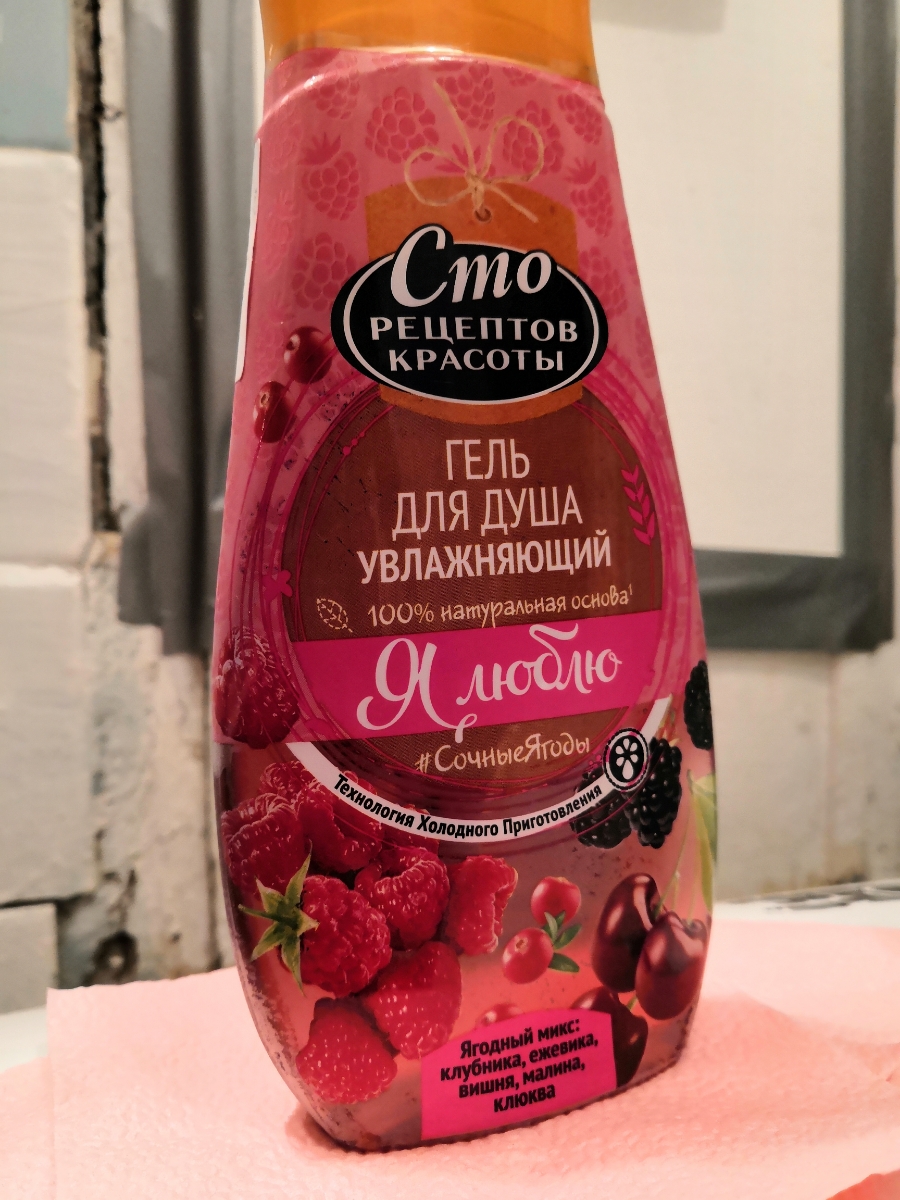 Сто
РЕЦЕПТОВ
КРАСОТЫ
ГЕЛЬ
ДЛЯ ДУША
УВЛАЖНЯЮЩИЙ
100% натуральная основа¹
Я люблю
#СочныеЯгоды
Технология Холодного Приготовления
Ягодный микс:
клубника, ежевика,
вишня, малина,
клюква